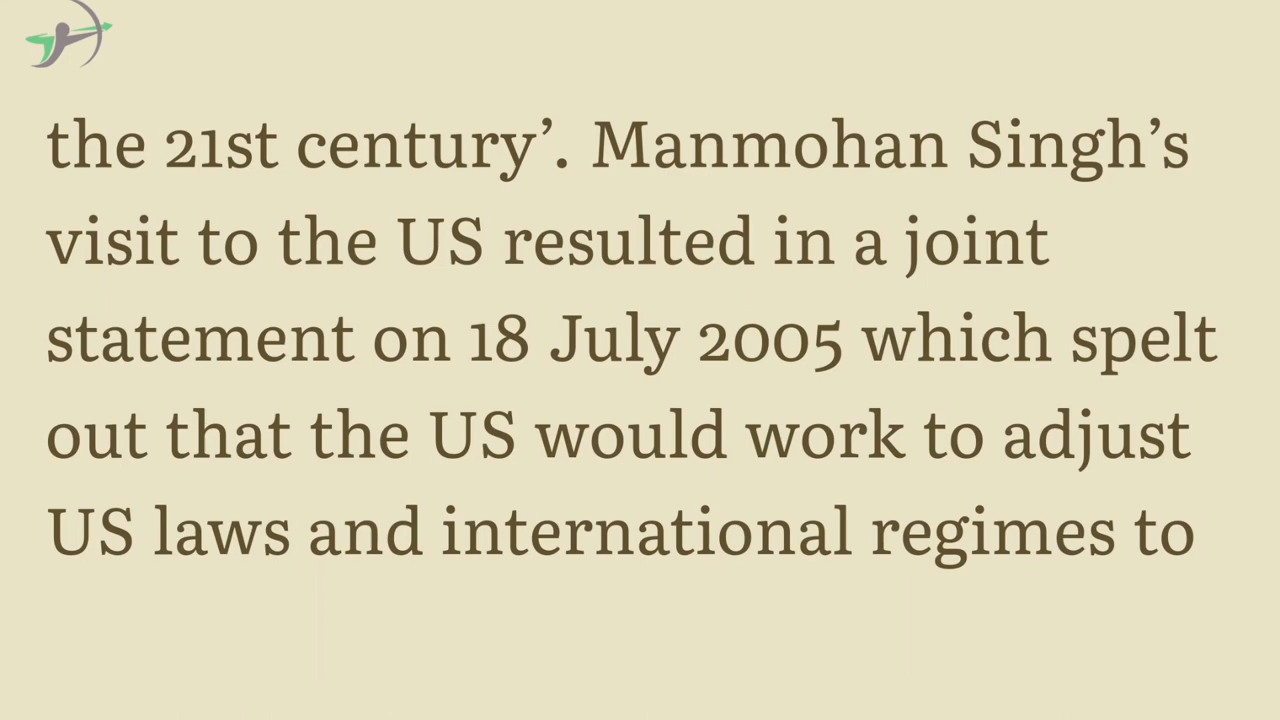 the 21st century’. Manmohan Singh’s
visit to the US resulted in a joint
statement on 18 July 2005 which spelt
out that the US would work to adjust
US laws and international regimes to